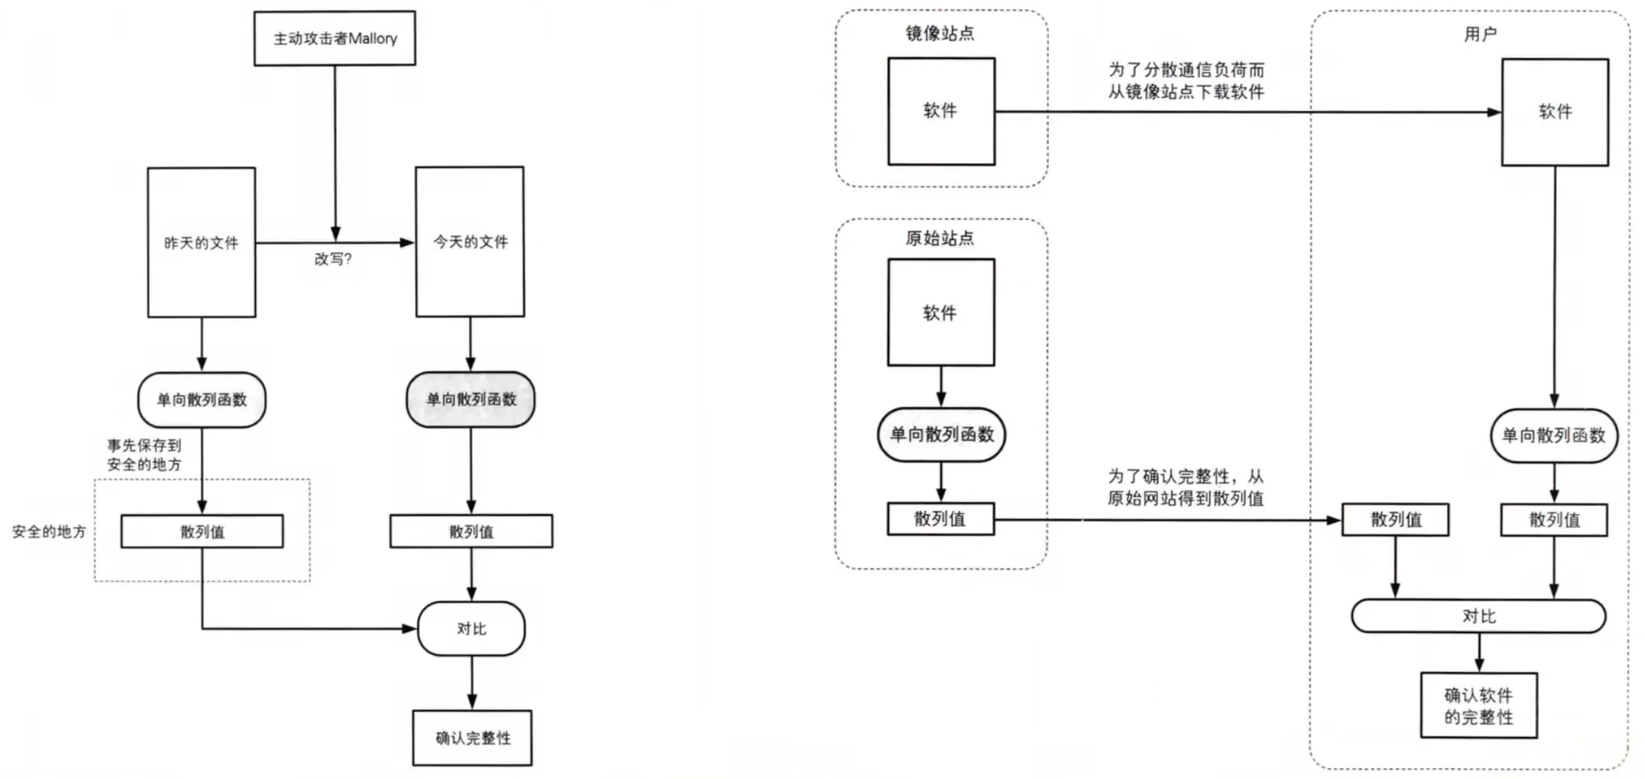 主动攻击者Mallory
昨天的文件
改写?
今天的文件
单向散列函数
单向散列函数
事先保存到
安全的地方
安全的地方
散列值
散列值
对比
确认完整性
镜像站点
软件
为了分散通信负荷而
从镜像站点下载软件
用户
软件
原始站点
软件
单向散列函数
散列值
为了确认完整性，从
原始网站得到散列值
单向散列函数
散列值
散列值
对比
确认软件
的完整性